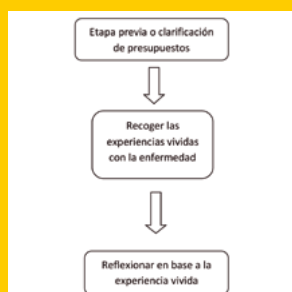 Etapa previa o clarificación
de presupuestos
Recoger las
experiencias vividas
con la enfermedad
Reflexionar en base a la
experiencia vivida